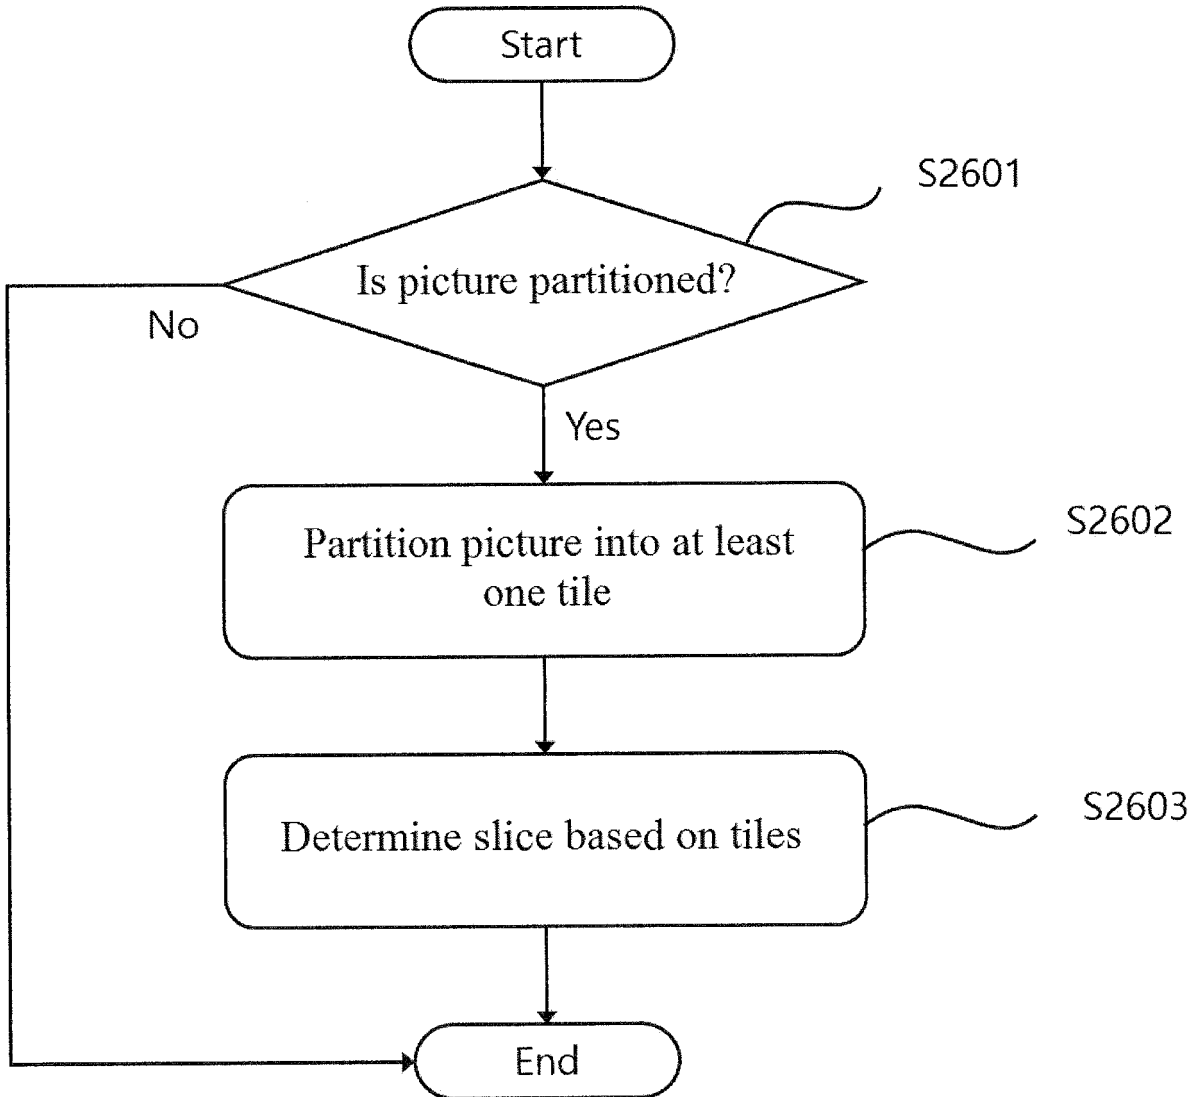 Start
S2601
Is picture partitioned?
No
Yes
S2602
Partition picture into at least
one tile
S2603
Determine slice based on tiles
End